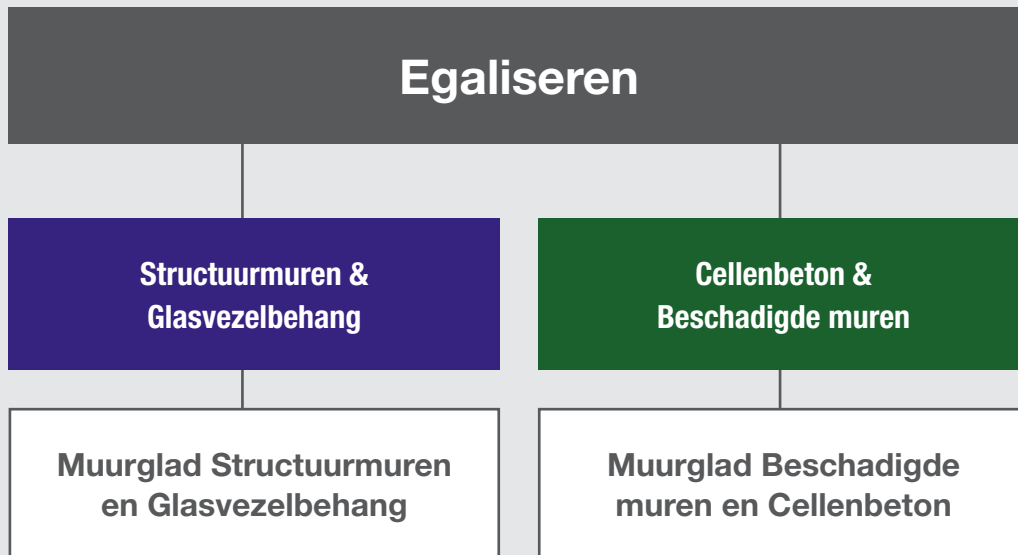 Egaliseren
Structuurmuren &
Glasvezelbehang
Cellenbeton &
Beschadigde muren
Muurglad Structuurmuren
en Glasvezelbehang
Muurglad Beschadigde
muren en Cellenbeton